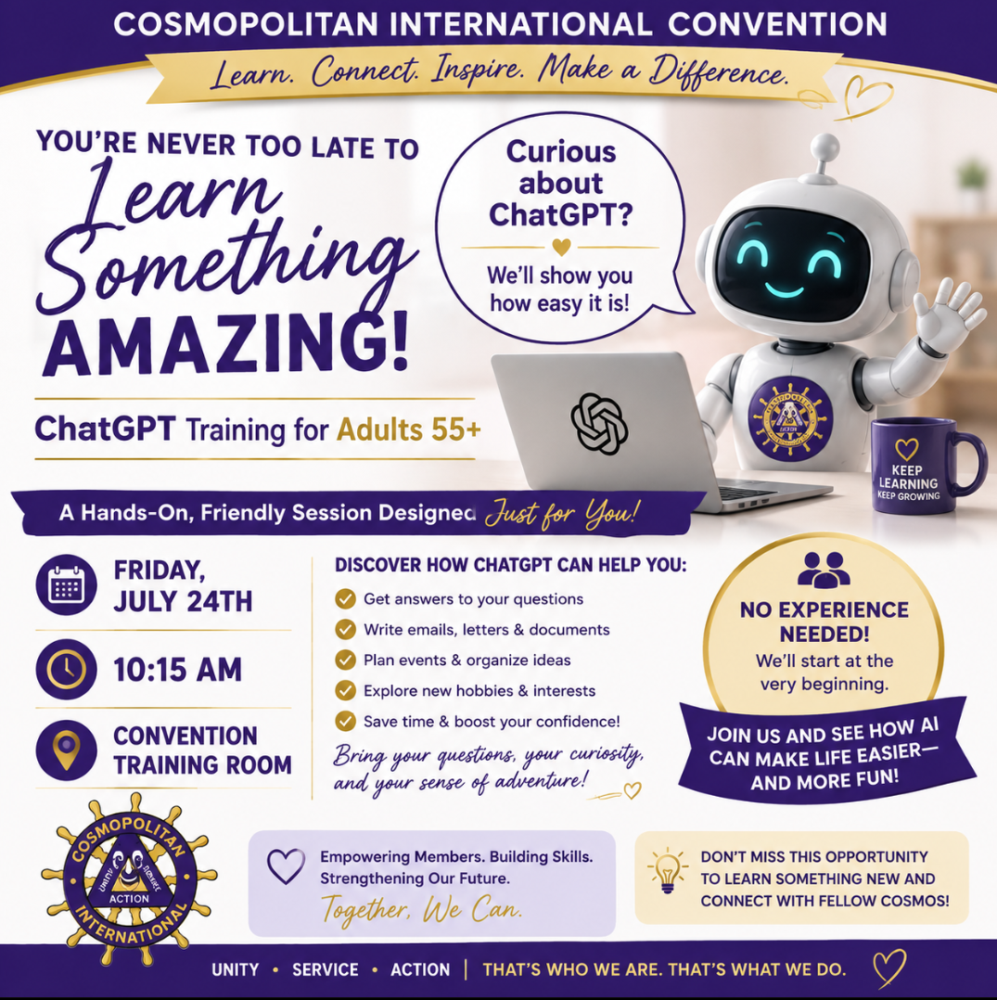 COSMOPOLITAN INTERNATIONAL CONVENTION
Learn. Connect. Inspire. Make a Difference.
YOU'RE NEVER TOO LATE TO
Learn
Something
AMAZING!
Curious
about
ChatGPT?
We'll show you
how easy it is!
ChatGPT Training for Adults 55+
KEEP
LEARNING
KEEP GROWING
A Hands-On, Friendly Session Designed Just for You!
FRIDAY,
JULY 24TH
10:15 AM
CONVENTION
TRAINING ROOM
DISCOVER HOW CHATGPT CAN HELP YOU:
Get answers to your questions
Write emails, letters & documents
Plan events & organize ideas
Explore new hobbies & interests
Save time & boost your confidence!
Bring your questions, your curiosity,
and your sense of adventure!
NO EXPERIENCE
NEEDED!
We'll start at the
very beginning.
JOIN US AND SEE HOW AI
CAN MAKE LIFE EASIER—
AND MORE FUN!
COSMOPOLITAN
ACTION
INTERNATIONAL
Empowering Members. Building Skills.
Strengthening Our Future.
Together, We Can.
DON'T MISS THIS OPPORTUNITY
TO LEARN SOMETHING NEW AND
CONNECT WITH FELLOW COSMOS!
UNITY • SERVICE • ACTION | THAT'S WHO WE ARE. THAT'S WHAT WE DO.